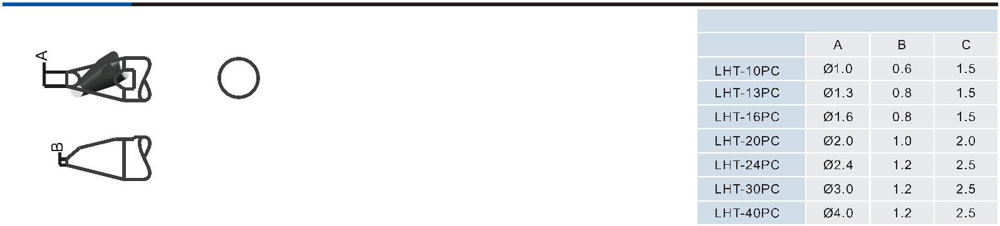 A
B
A B C
LHT-10PC Ø1.0 0.6 1.5
LHT-13PC Ø1.3 0.8 1.5
LHT-16PC Ø1.6 0.8 1.5
LHT-20PC Ø2.0 1.0 2.0
LHT-24PC Ø2.4 1.2 2.5
LHT-30PC Ø3.0 1.2 2.5
LHT-40PC Ø4.0 1.2 2.5